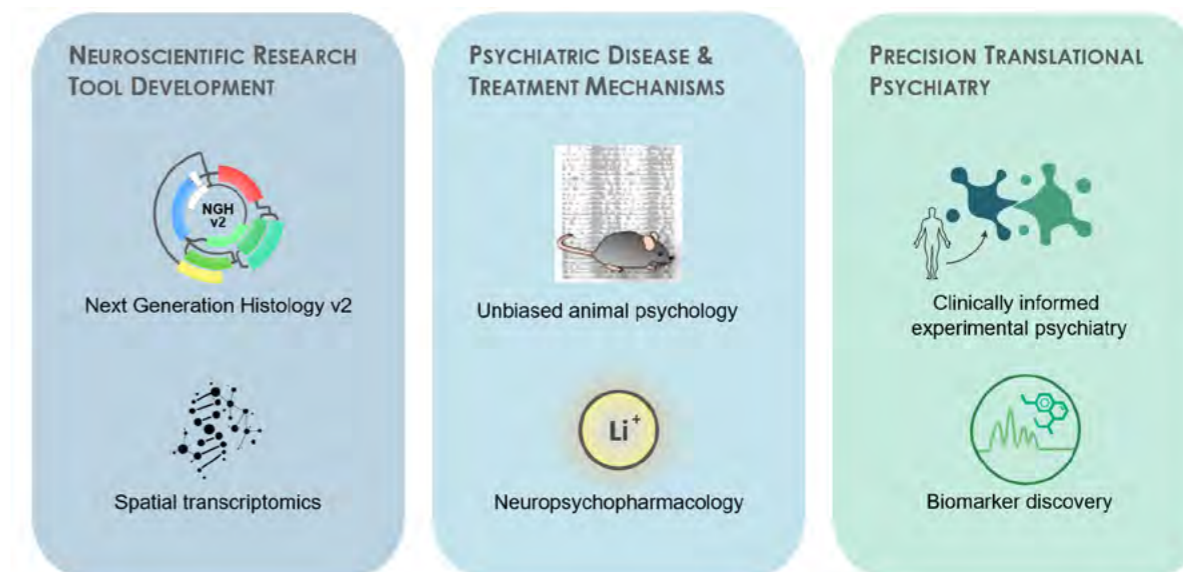 NEUROSCIENTIFIC RESEARCH
TOOL DEVELOPMENT
NGH
v2
Next Generation Histology v2
Spatial transcriptomics
PSYCHIATRIC DISEASE &
TREATMENT MECHANISMS
Unbiased animal psychology
Li+
Neuropsychopharmacology
PRECISION TRANSLATIONAL
PSYCHIATRY
Clinically informed
experimental psychiatry
Biomarker discovery